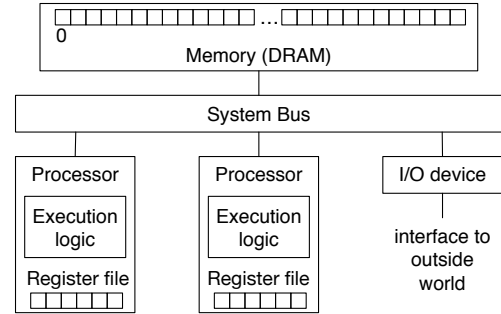 ...
0
Memory (DRAM)
System Bus
Processor
Execution
logic
Register file
Processor
Execution
logic
Register file
I/O device
interface to
outside
world